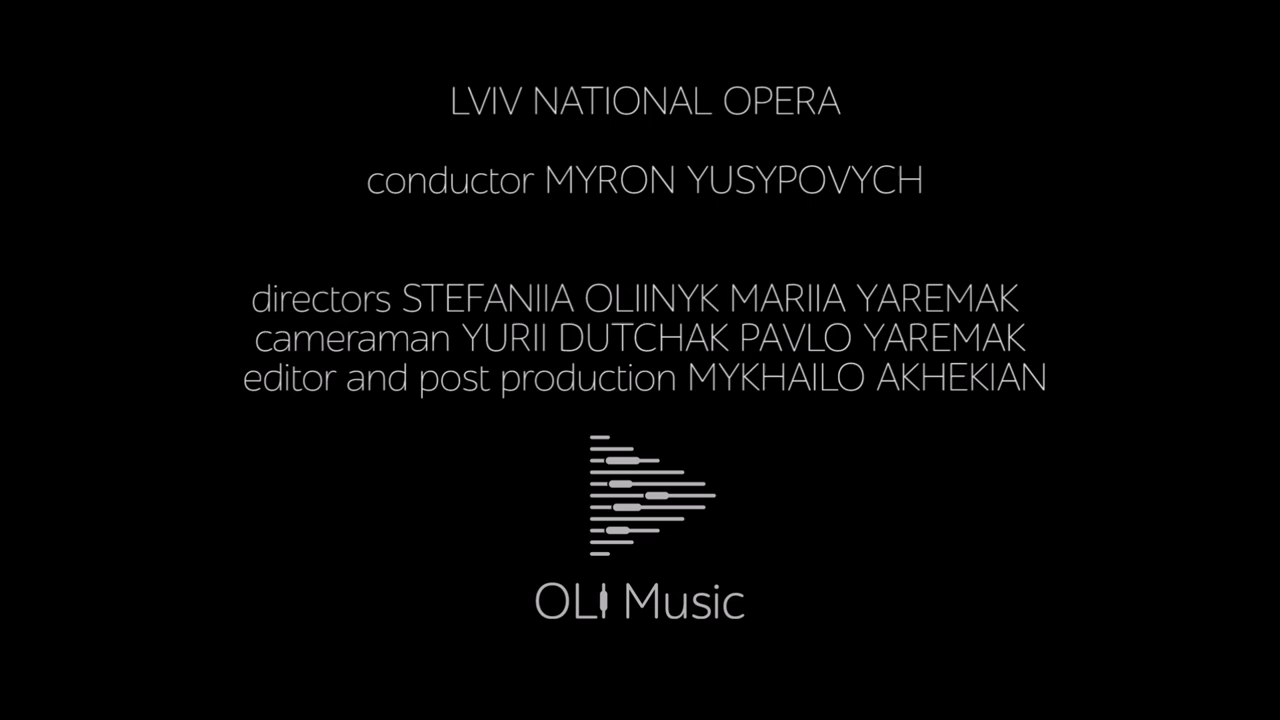 LVIV NATIONAL OPERA
conductor MYRON YUSYPOVYCH
directors STEFANIIA OLIINYK MARIIA YAREMAK
cameraman YURII DUTCHAK PAVLO YAREMAK
editor and post production MYKHAILO AKHEKIAN
OLI Music